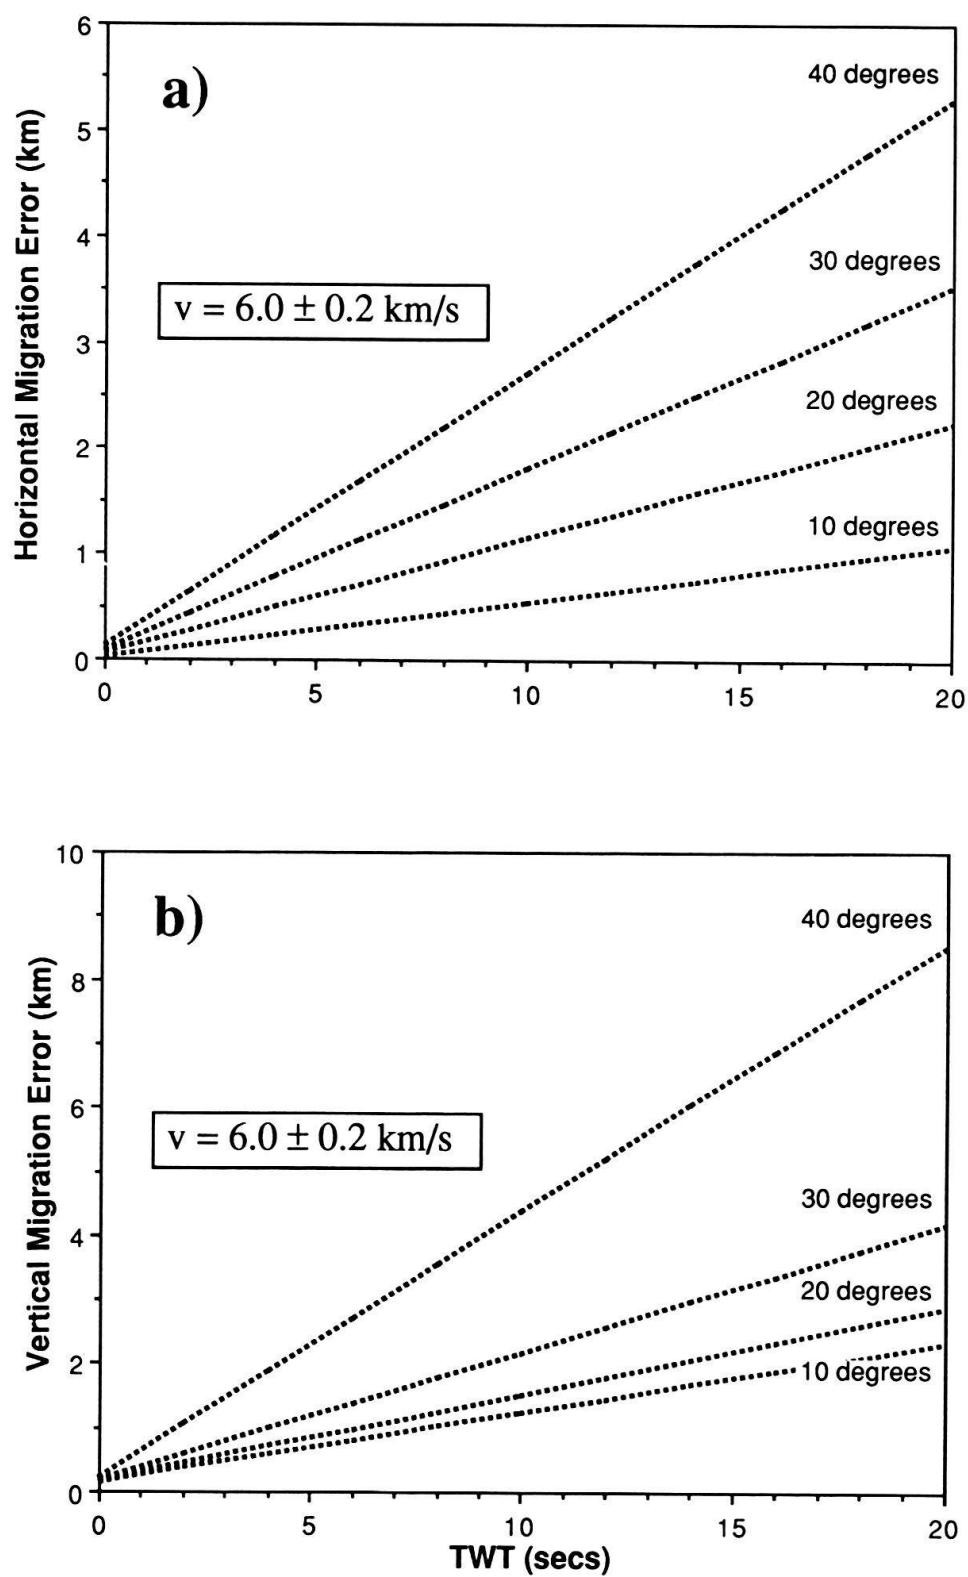 6
a)
40 degrees
5
4
30 degrees
v = 6.0 ± 0.2 km/s
3
20 degrees
2
10 degrees
1
0
0 5 10 15 20
Horizontal Migration Error (km)
10
b)
40 degrees
8
6
v = 6.0 ± 0.2 km/s
30 degrees
4
20 degrees
2
10 degrees
0
0 5 10 15 20
Vertical Migration Error (km)
TWT (secs)